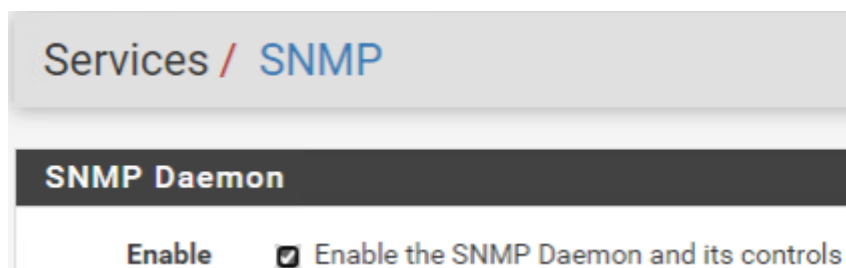 Services / SNMP
SNMP Daemon
Enable Enable the SNMP Daemon and its controls